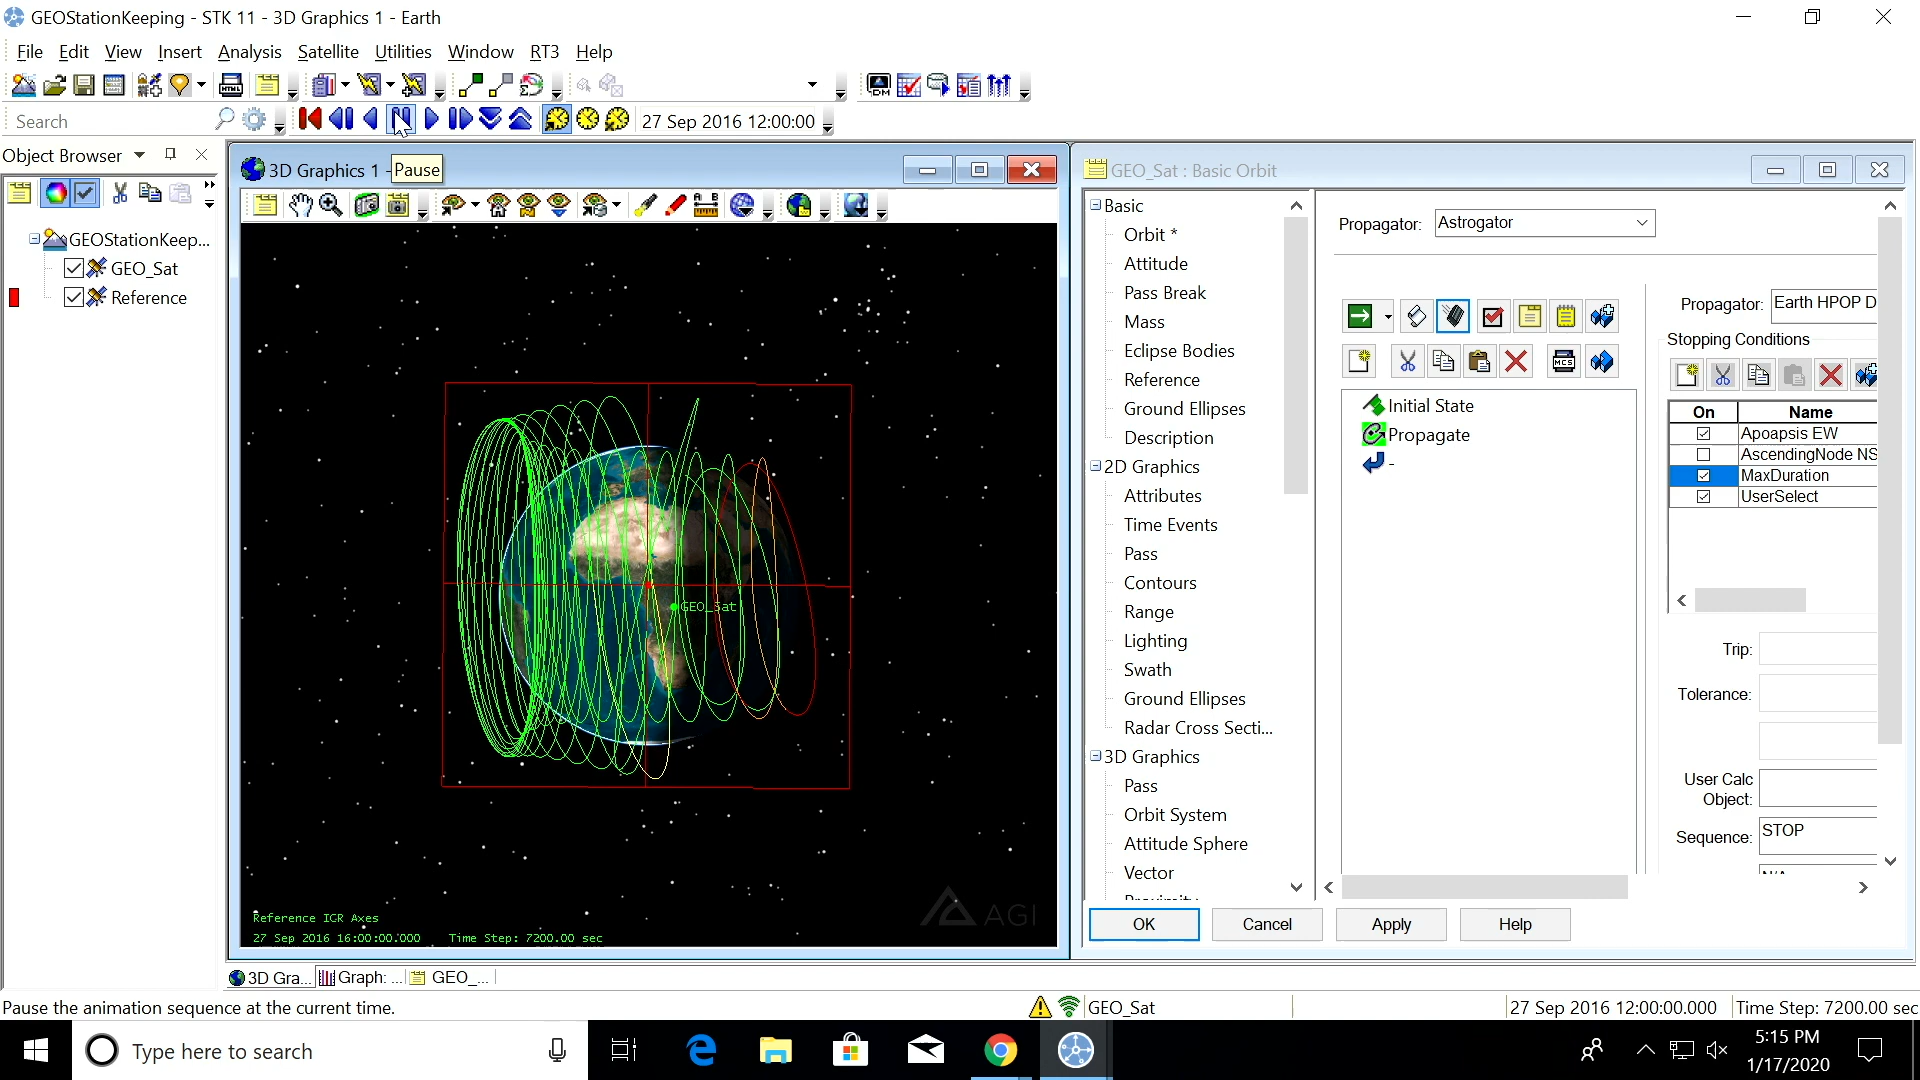 GEOStationKeeping - STK 11 - 3D Graphics 1 - Earth
File Edit View Insert Analysis Satellite Utilities Window RT3 Help
Search
27 Sep 2016 12:00:00
Object Browser
GEOStationKeep...
GEO_Sat
Reference
3D Graphics 1 -
Pause
GEO_Sat
Reference ICR Axes
27 Sep 2016 16:00:00.000 Time Step: 7200.00 sec
AGI
GEO_Sat : Basic Orbit
Basic
Orbit *
Attitude
Pass Break
Mass
Eclipse Bodies
Reference
Ground Ellipses
Description
2D Graphics
Attributes
Time Events
Pass
Contours
Range
Lighting
Swath
Ground Ellipses
Radar Cross Secti...
3D Graphics
Pass
Orbit System
Attitude Sphere
Vector
Propagator: Astrogator
MCS
Initial State
Propagate
-
Propagator: Earth HPOP D
Stopping Conditions
On Name
Apoapsis EW
AscendingNode NS
MaxDuration
UserSelect
Trip:
Tolerance:
User Calc
Object:
Sequence: STOP
OK Cancel Apply Help
3D Gra... Graph: ... GEO_...
Pause the animation sequence at the current time.
GEO_Sat
27 Sep 2016 12:00:00.000 Time Step: 7200.00 sec
Type here to search
5:15 PM
1/17/2020